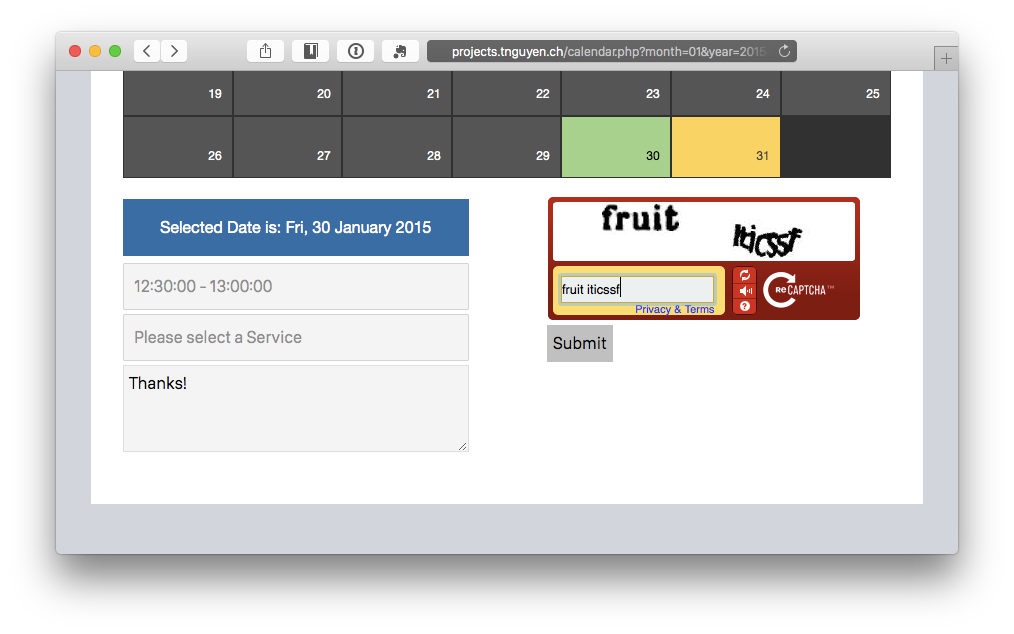 projects.tnguyen.ch/calendar.php?month=01&year=2015
19 20 21 22 23 24 25
26 27 28 29 30 31
Selected Date is: Fri, 30 January 2015
12:30:00 - 13:00:00
Please select a Service
Thanks!
fruit
fruit iticssf
Privacy & Terms
ReCAPTCHA™
Submit